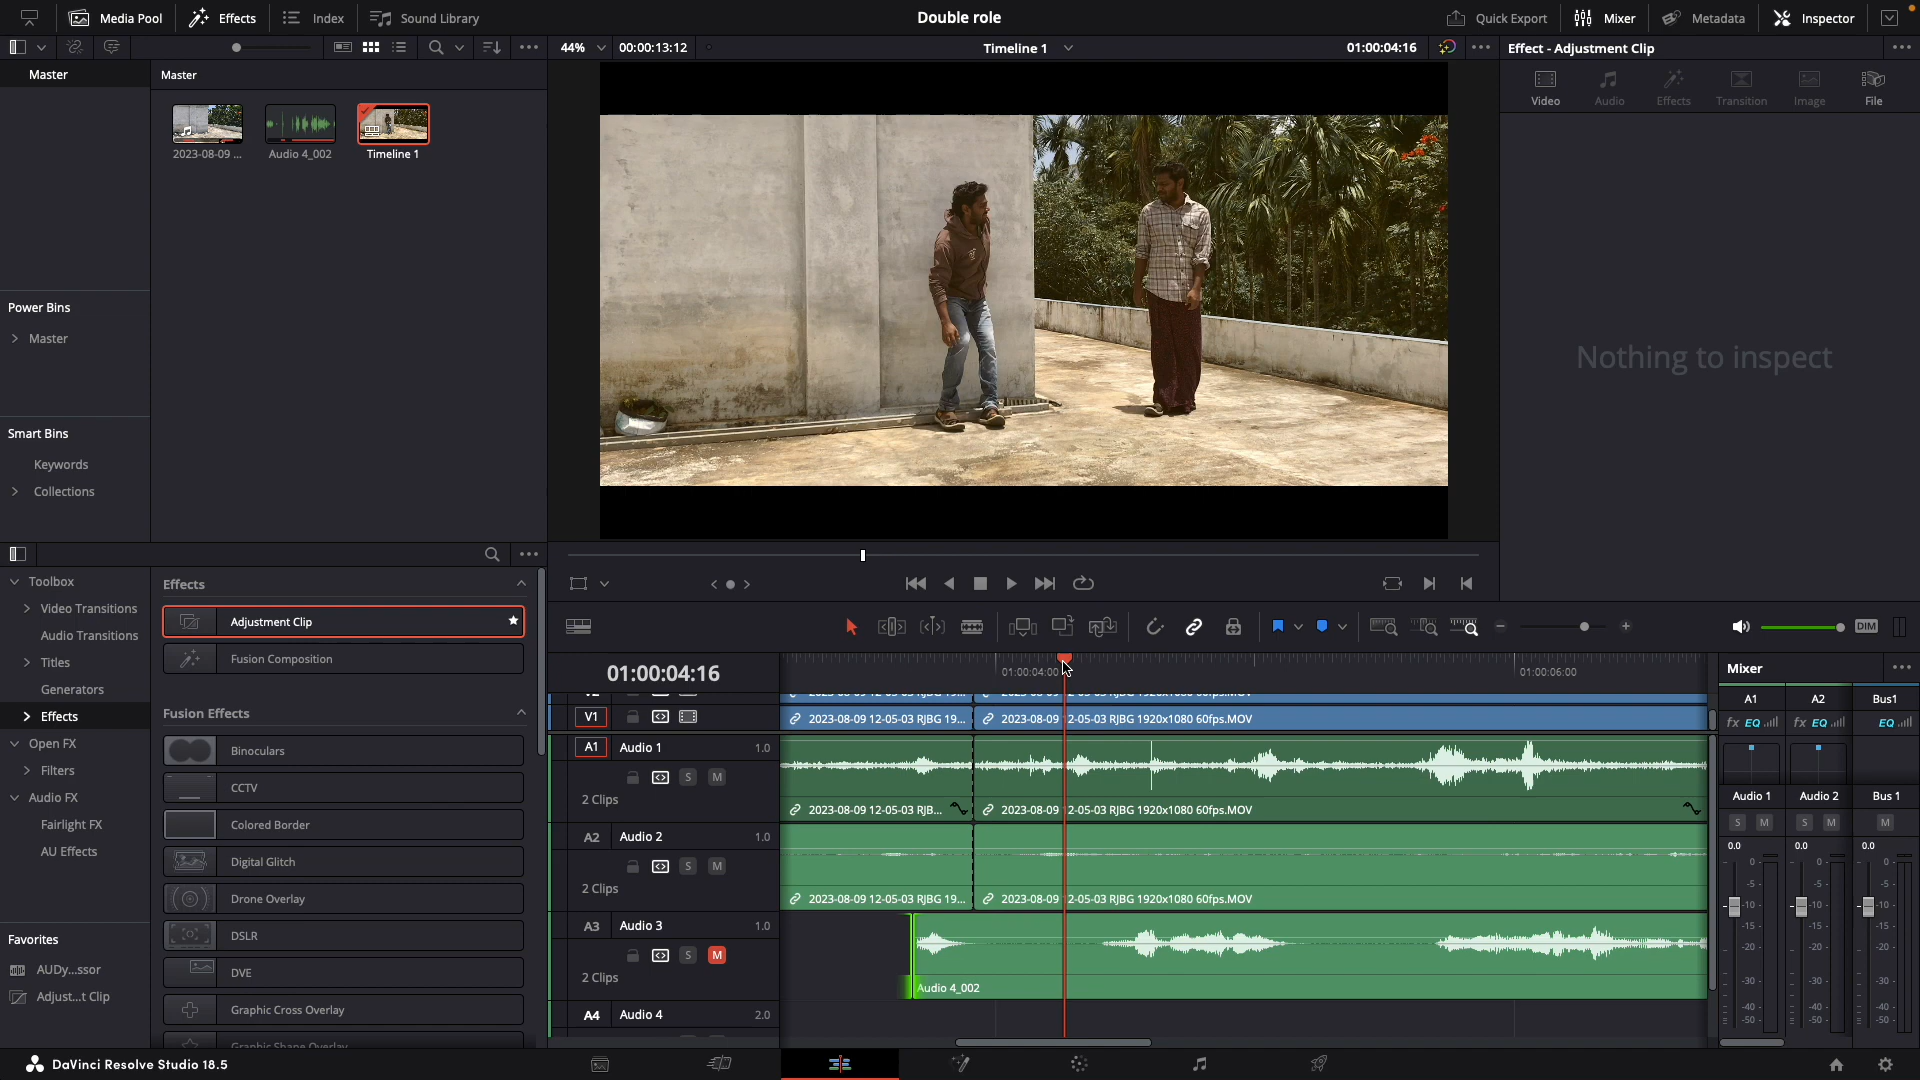 Media Pool
Effects
Index
Sound Library
Double role
Quick Export
Mixer
Metadata
Inspector
44%
00:00:13:12
Timeline 1
01:00:04:16
Effect - Adjustment Clip
Master
Master
Video
Audio
Effects
Transition
Image
File
2023-08-09 ...
Audio 4_002
Timeline 1
Power Bins
Master
Nothing to inspect
Smart Bins
Keywords
Collections
Toolbox
Video Transitions
Audio Transitions
Titles
Generators
Effects
Open FX
Filters
Audio FX
Fairlight FX
AU Effects
Favorites
AUDy...ssor
Adjust...t Clip
Effects
Adjustment Clip
Fusion Composition
Fusion Effects
Binoculars
CCTV
Colored Border
Digital Glitch
Drone Overlay
DSLR
DVE
Graphic Cross Overlay
Graphic Shape Overlay
DIM
01:00:04:16
01:00:04:00
01:00:06:00
V1
2023-08-09 12-05-03 RJBG 19...
2023-08-09 12-05-03 RJBG 1920x1080 60fps.MOV
A1 Audio 1 1.0
S M
2 Clips
2023-08-09 12-05-03 RJB...
2023-08-09 12-05-03 RJBG 1920x1080 60fps.MOV
A2 Audio 2 1.0
S M
2 Clips
2023-08-09 12-05-03 RJBG 19...
2023-08-09 12-05-03 RJBG 1920x1080 60fps.MOV
A3 Audio 3 1.0
S M
2 Clips
Audio 4_002
A4 Audio 4 2.0
Mixer
A1 A2 Bus1
fx EQ fx EQ EQ
Audio 1 Audio 2 Bus 1
S M S M M
0.0 0.0 0.0
0- 0- 0-
-5- -5- -5-
-10- -10- -10-
-15- -15- -15-
-20- -20- -20-
-30- -30- -30-
-40- -40- -40-
-50- -50- -50-
DaVinci Resolve Studio 18.5